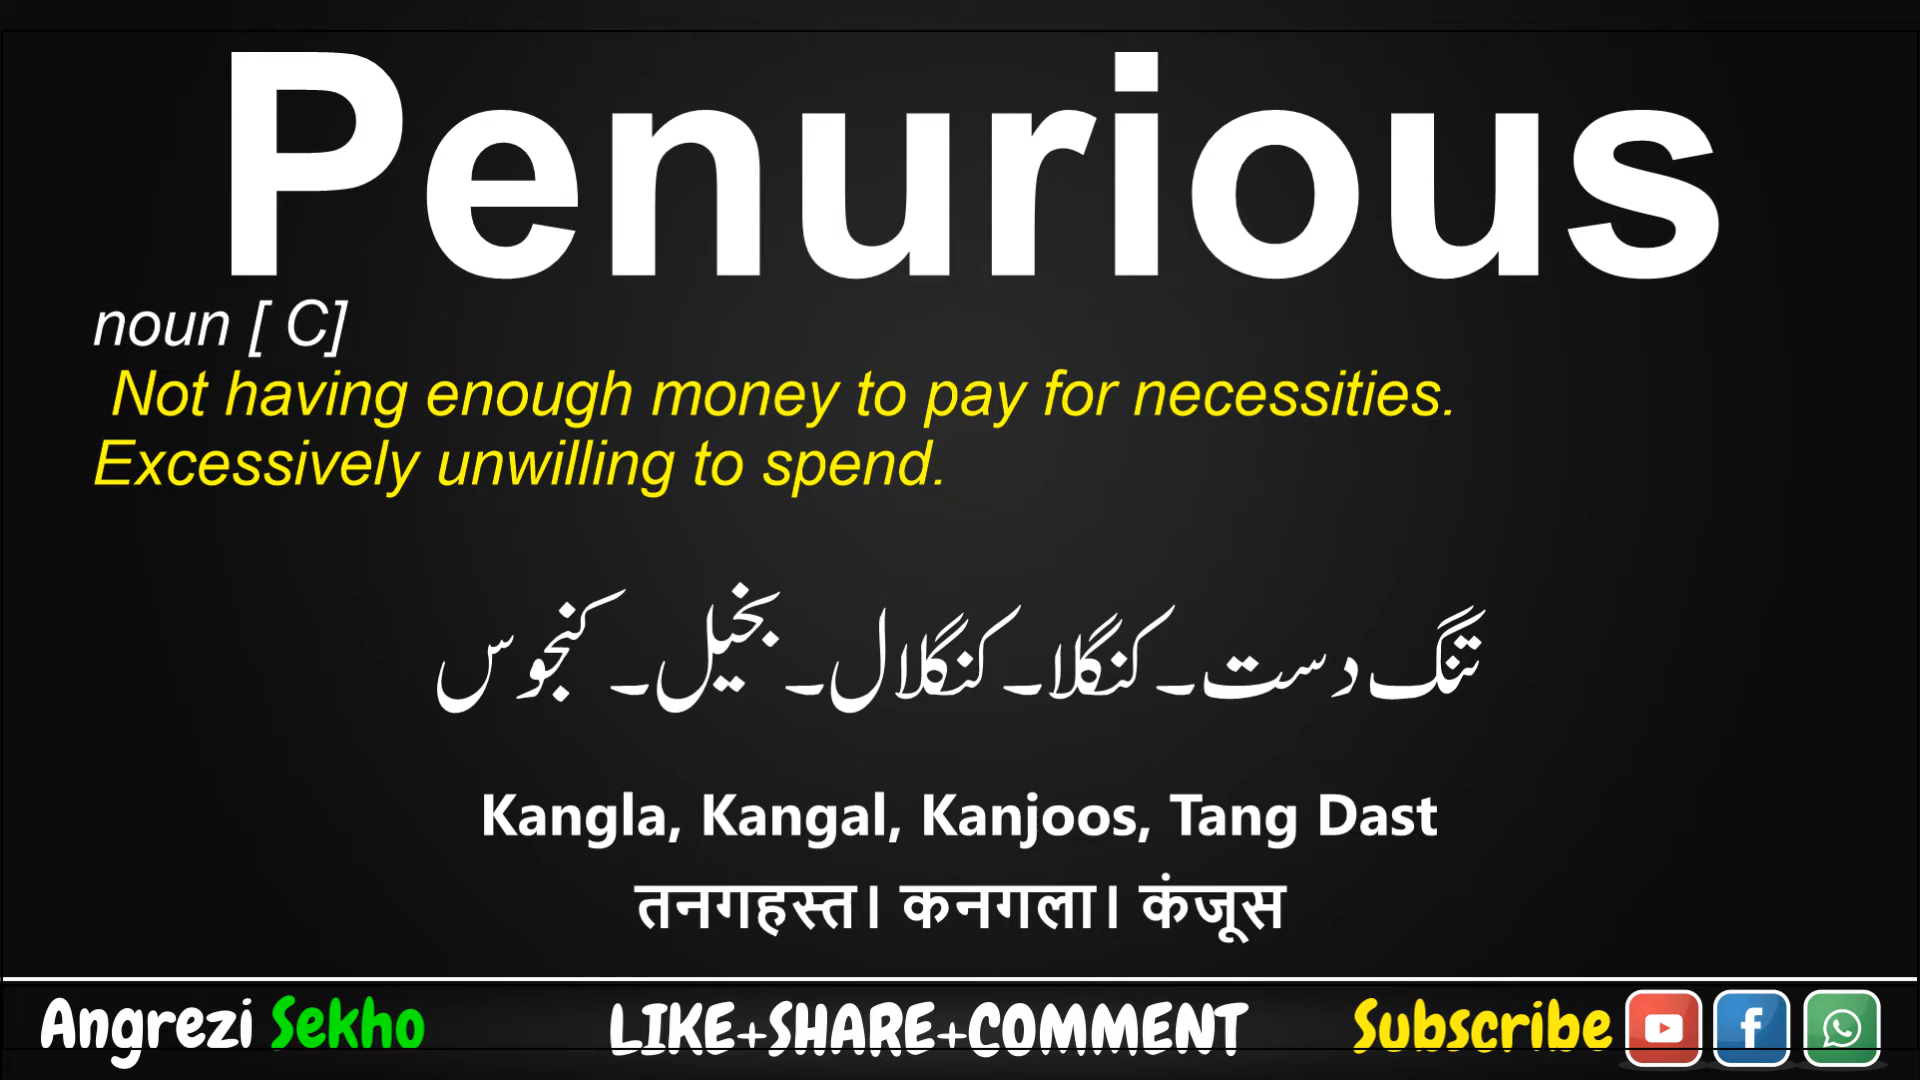 Penurious
noun [ C]
Not having enough money to pay for necessities.
Excessively unwilling to spend.
تنگ دست۔ کنگلا۔ کنگلال۔ بخیل۔ کنجوس
Kangla, Kangal, Kanjoos, Tang Dast
तनगहस्त। कनगला। कंजूस
Angrezi Sekho LIKE+SHARE+COMMENT Subscribe